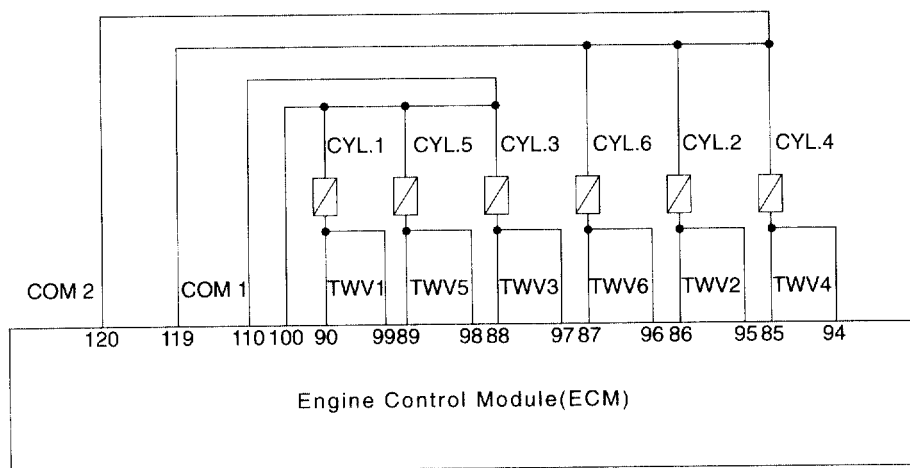 CYL.1 CYL.5 CYL.3 CYL.6 CYL.2 CYL.4
COM 2 COM 1 TWV1 TWV5 TWV3 TWV6 TWV2 TWV4
120 119 110 100 90 99 89 98 88 97 87 96 86 95 85 94
Engine Control Module(ECM)